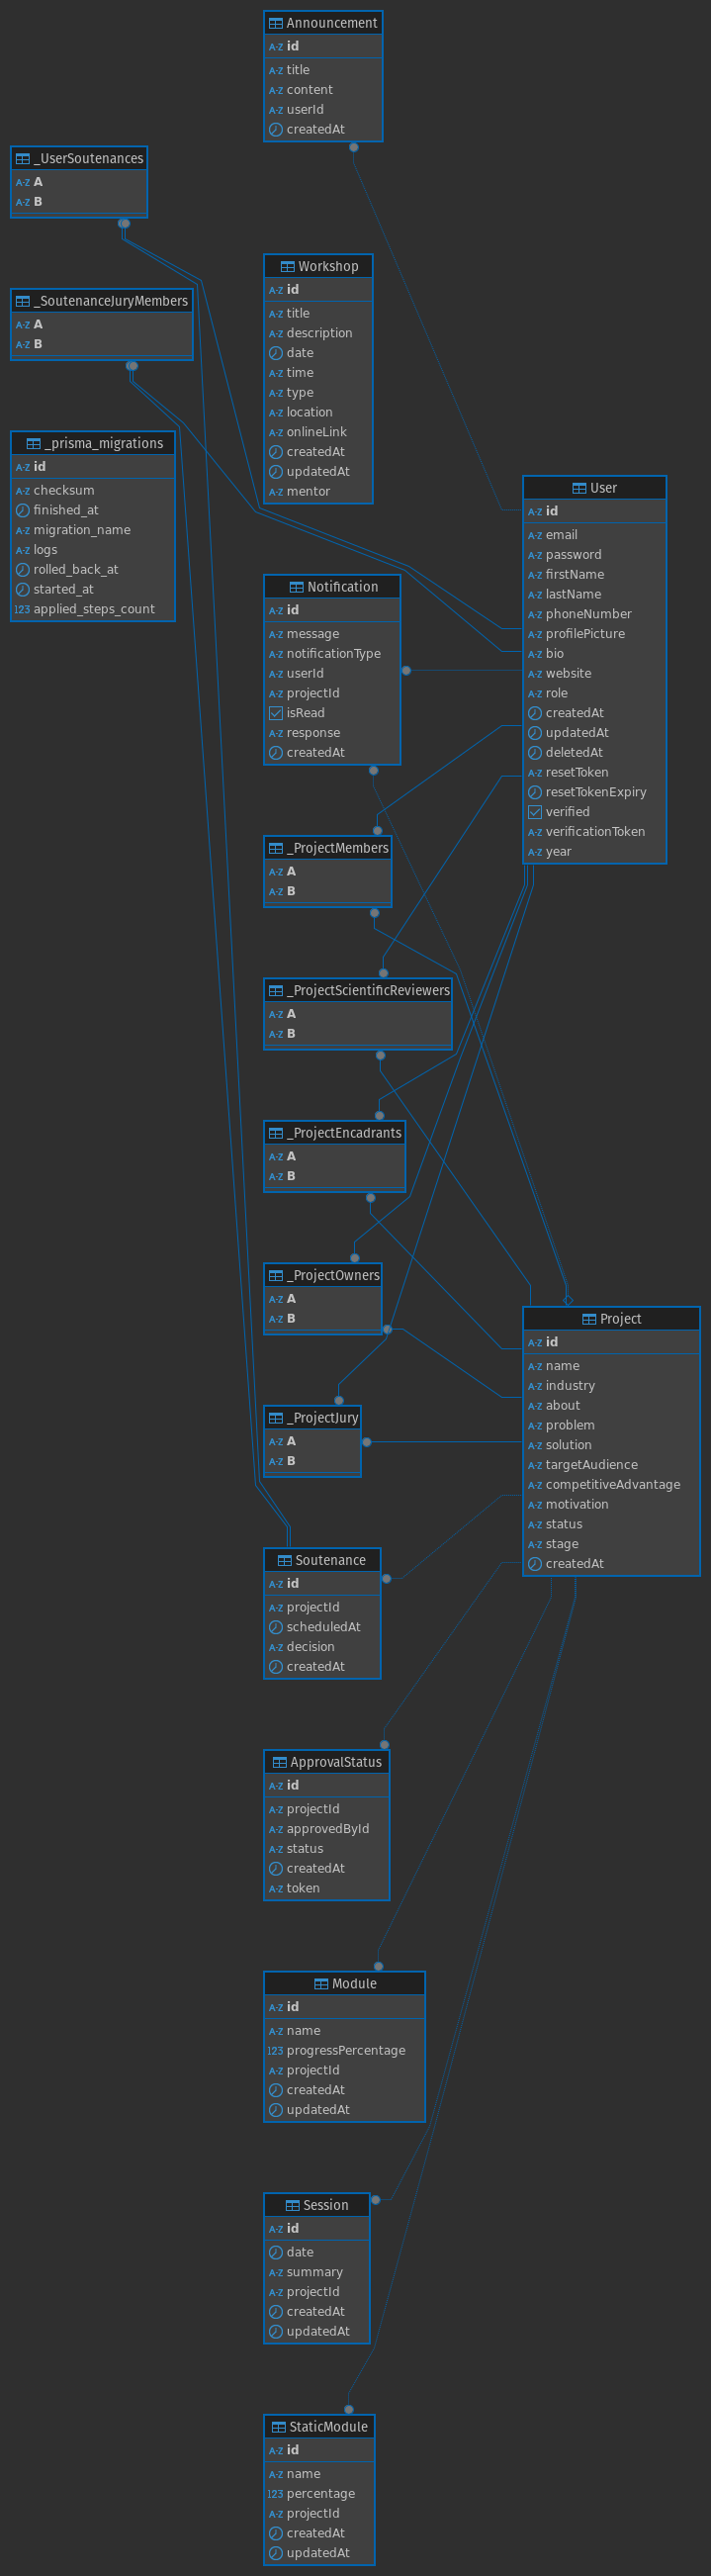 Announcement
id
title
content
userId
createdAt
_UserSoutenances
A
B
Workshop
id
title
description
date
time
type
location
onlineLink
createdAt
updatedAt
mentor
_SoutenanceJuryMembers
A
B
_prisma_migrations
id
checksum
finished_at
migration_name
logs
rolled_back_at
started_at
123 applied_steps_count
User
id
email
password
firstName
lastName
phoneNumber
profilePicture
bio
website
role
createdAt
updatedAt
deletedAt
resetToken
resetTokenExpiry
verified
verificationToken
year
Notification
id
message
notificationType
userId
projectId
isRead
response
createdAt
_ProjectMembers
A
B
_ProjectScientificReviewers
A
B
_ProjectEncadrants
A
B
_ProjectOwners
A
B
Project
id
name
industry
about
problem
solution
targetAudience
competitiveAdvantage
motivation
status
stage
createdAt
_ProjectJury
A
B
Soutenance
id
projectId
scheduledAt
decision
createdAt
ApprovalStatus
id
projectId
approvedById
status
createdAt
token
Module
id
name
123 progressPercentage
projectId
createdAt
updatedAt
Session
id
date
summary
projectId
createdAt
updatedAt
StaticModule
id
name
123 percentage
projectId
createdAt
updatedAt